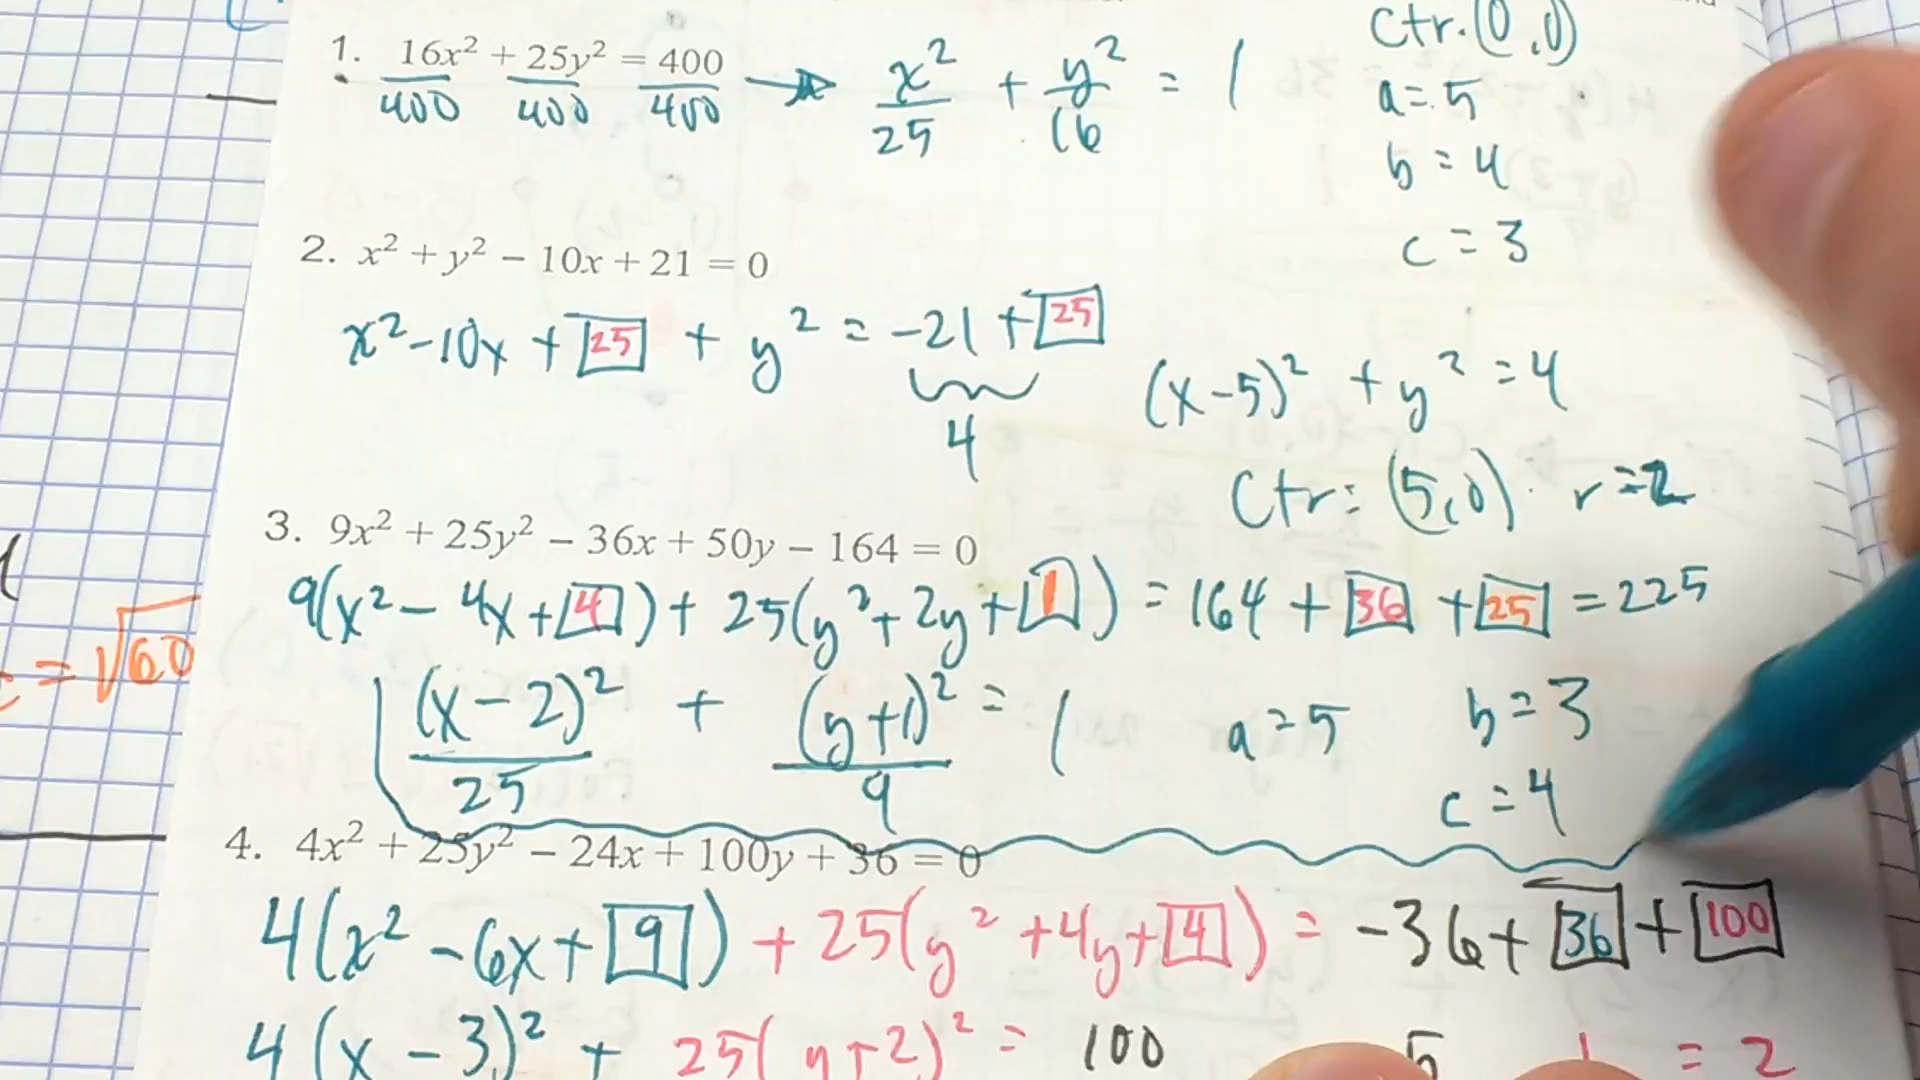 Ctr. (0,0)
1. 16x² + 25y² = 400
400 400 400 → x²/25 + y²/16 = 1
a = 5
b = 4
c = 3
2. x² + y² − 10x + 21 = 0
x² - 10x + 25 + y² = -21 + 25
4
(x-5)² + y² = 4
Ctr: (5,0) r = 2
3. 9x² + 25y² − 36x + 50y − 164 = 0
9(x² - 4x + 4) + 25(y² + 2y + 1) = 164 + 36 + 25 = 225
= √60
(x-2)²/25 + (y+1)²/9 = 1 a = 5 b = 3
c = 4
4. 4x² + 25y² − 24x + 100y + 36 = 0
4(x² - 6x + 9) + 25(y² + 4y + 4) = -36 + 36 + 100
4(x - 3)² + 25(y + 2)² = 100 5 = 2